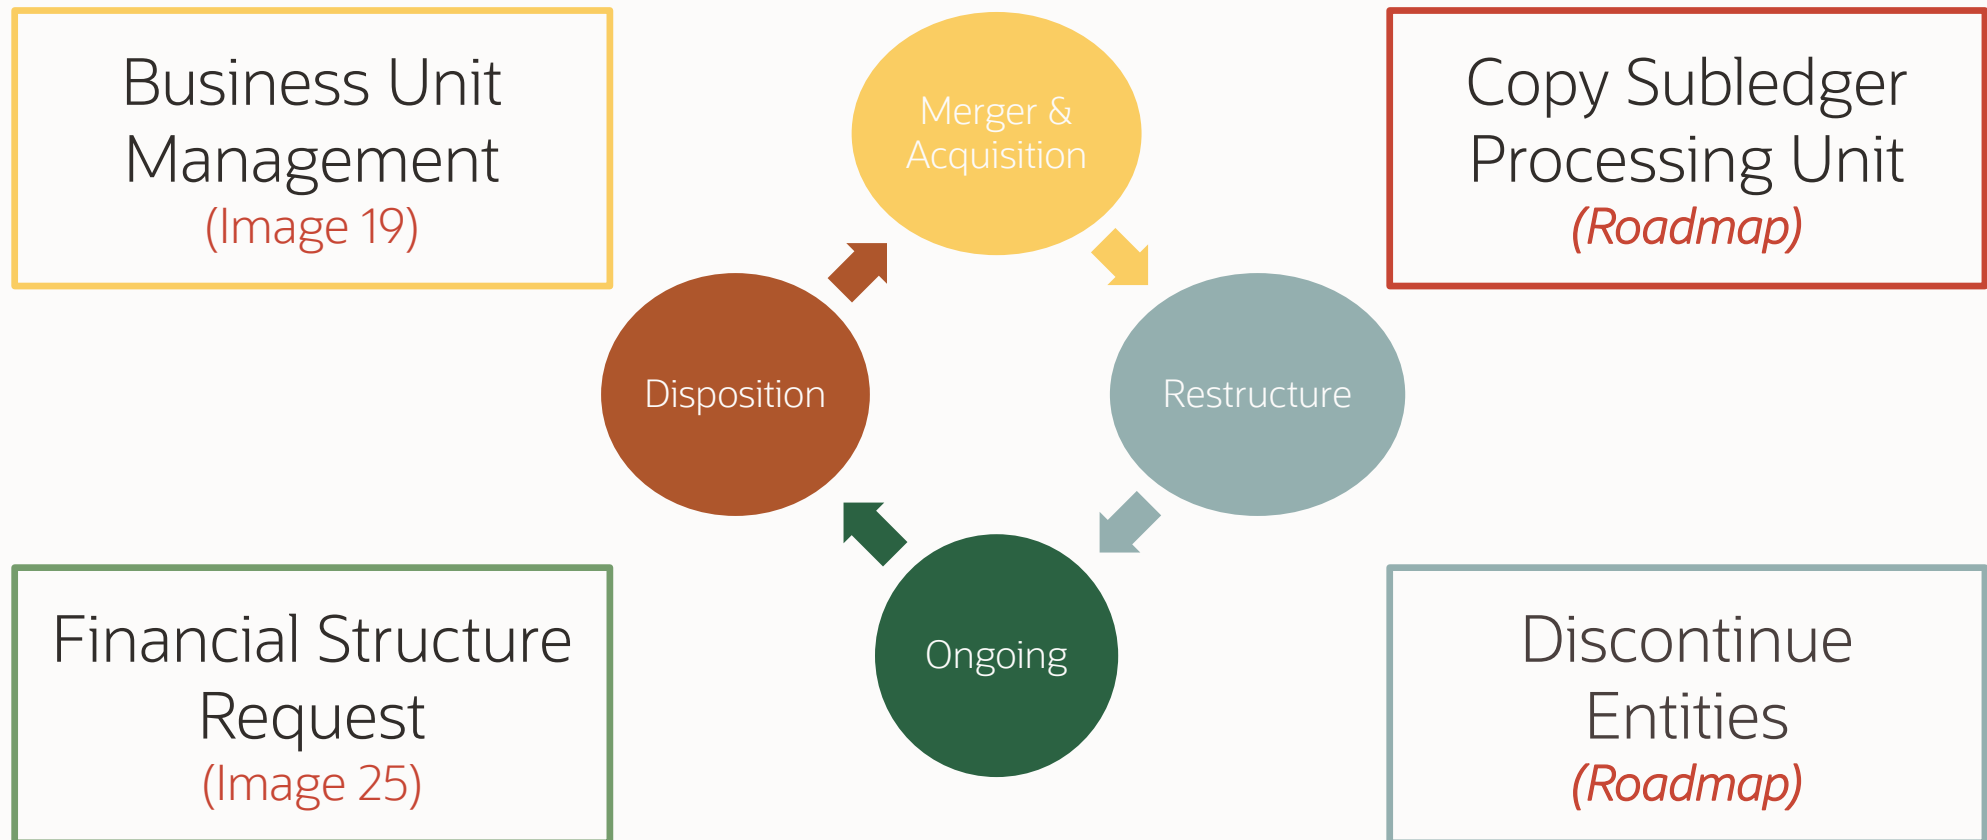 Business Unit
Management
(Image 19)
Merger &
Acquisition
Copy Subledger
Processing Unit
(Roadmap)
Disposition
Restructure
Ongoing
Financial Structure
Request
(Image 25)
Discontinue
Entities
(Roadmap)